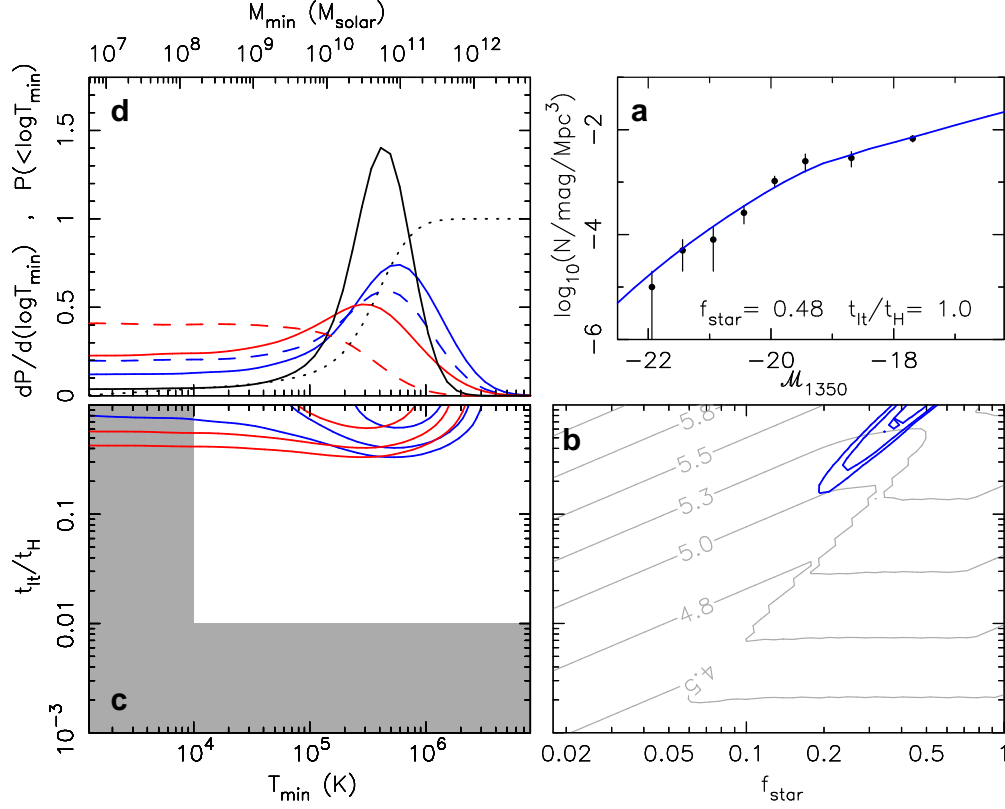 M_min (M_solar)
10^7 10^8 10^9 10^10 10^11 10^12
d
dP/d(logT_min) , P(<logT_min)
1.5
1
0.5
0
a
log_10(N/mag/Mpc^3)
-2
-4
-6
f_star= 0.48 t_lt/t_H= 1.0
-22 -20 -18
M_1350
c
t_lt/t_H
0.1
0.01
10^-3
10^4 10^5 10^6
T_min (K)
b
5.8
5.5
5.3
5.0
4.8
4.5
0.02 0.05 0.1 0.2 0.5 1
f_star